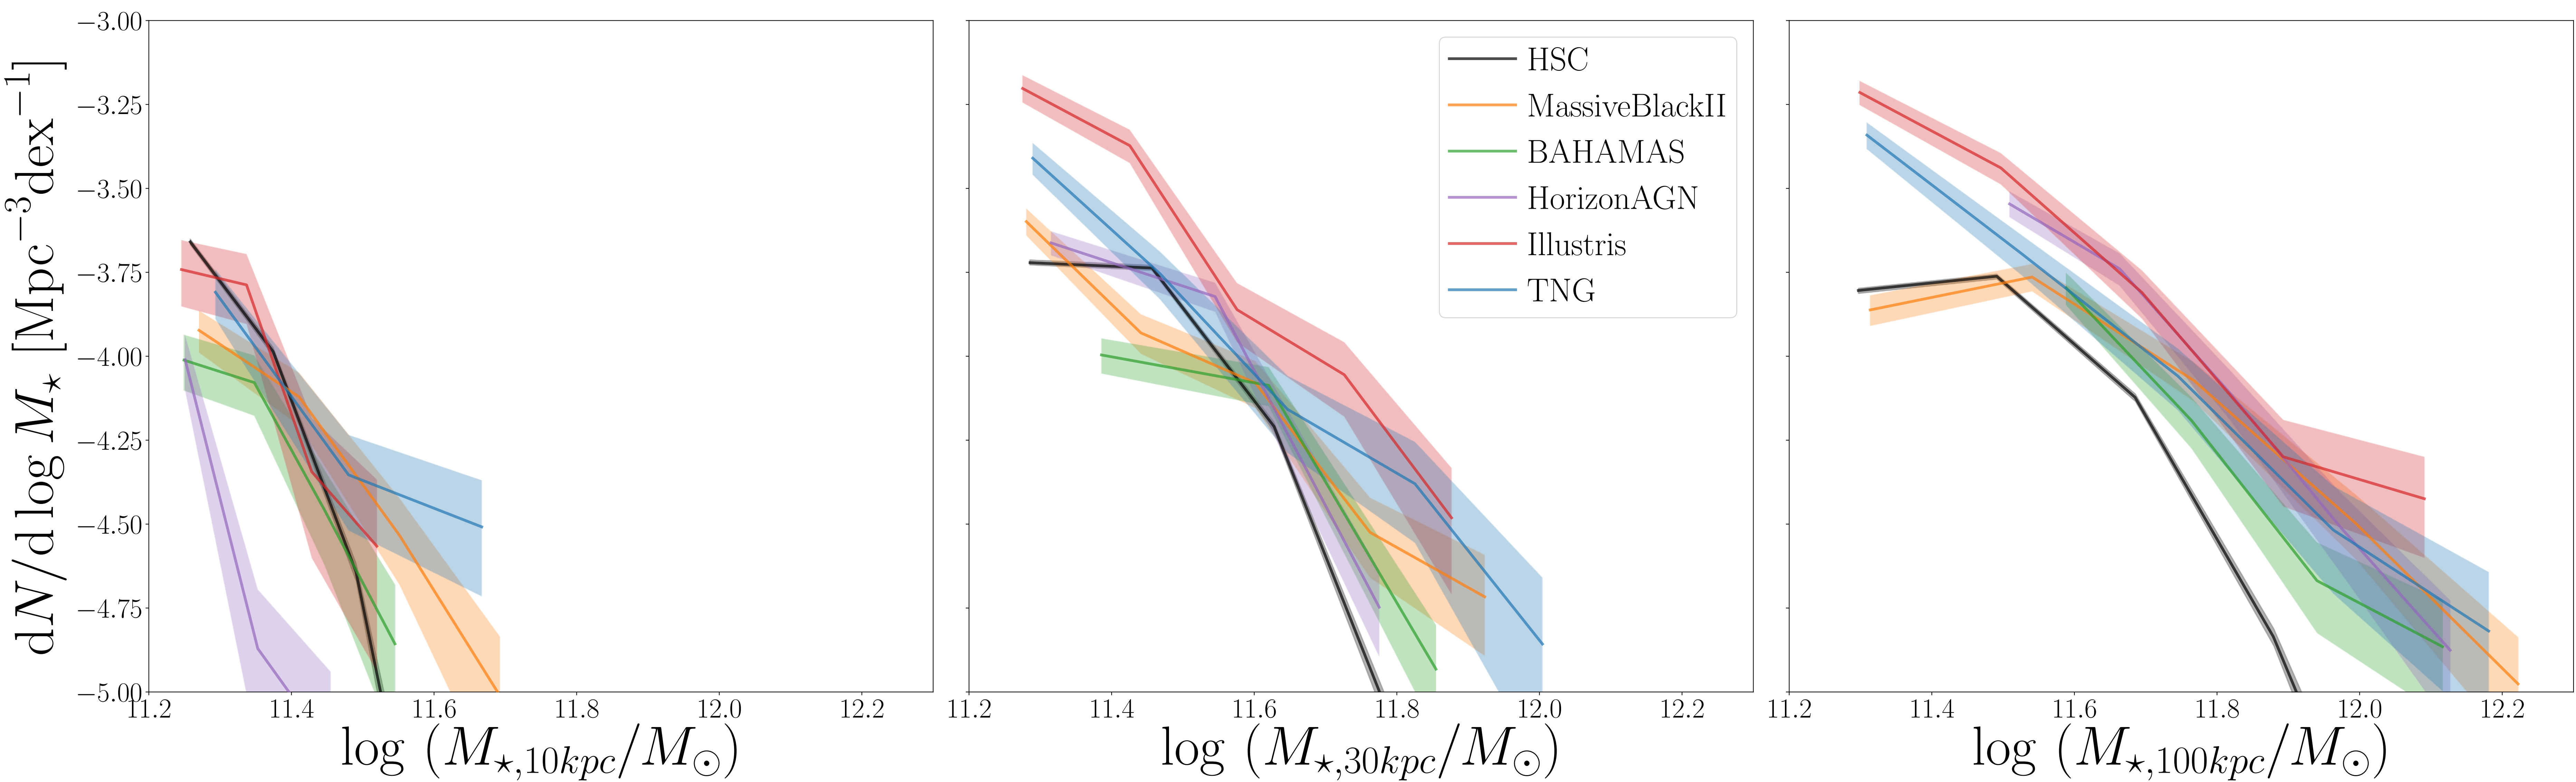 dN/d log M⋆ [Mpc⁻³dex⁻¹]
−3.00
−3.25
−3.50
−3.75
−4.00
−4.25
−4.50
−4.75
−5.00
HSC
MassiveBlackII
BAHAMAS
HorizonAGN
Illustris
TNG
11.2 11.4 11.6 11.8 12.0 12.2
11.2 11.4 11.6 11.8 12.0 12.2
11.2 11.4 11.6 11.8 12.0 12.2
log (M⋆,10kpc/M⊙)
log (M⋆,30kpc/M⊙)
log (M⋆,100kpc/M⊙)